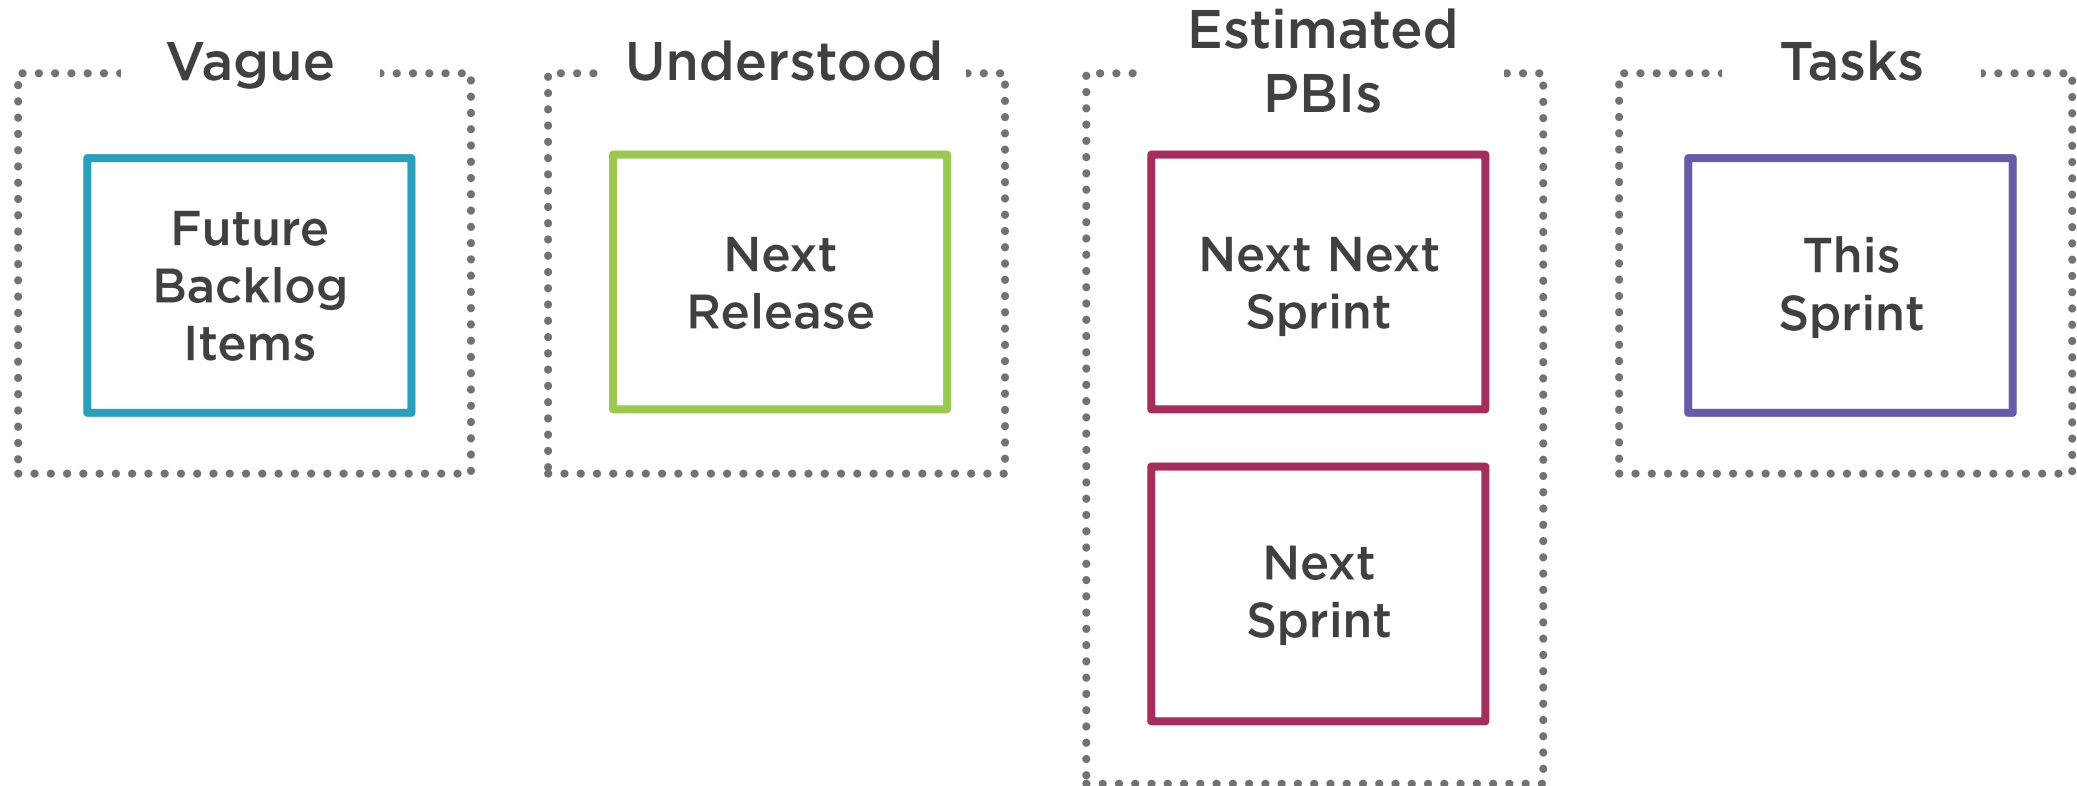 Vague
Future
Backlog
Items
Understood
Next
Release
Estimated
PBIs
Next Next
Sprint
Next
Sprint
Tasks
This
Sprint